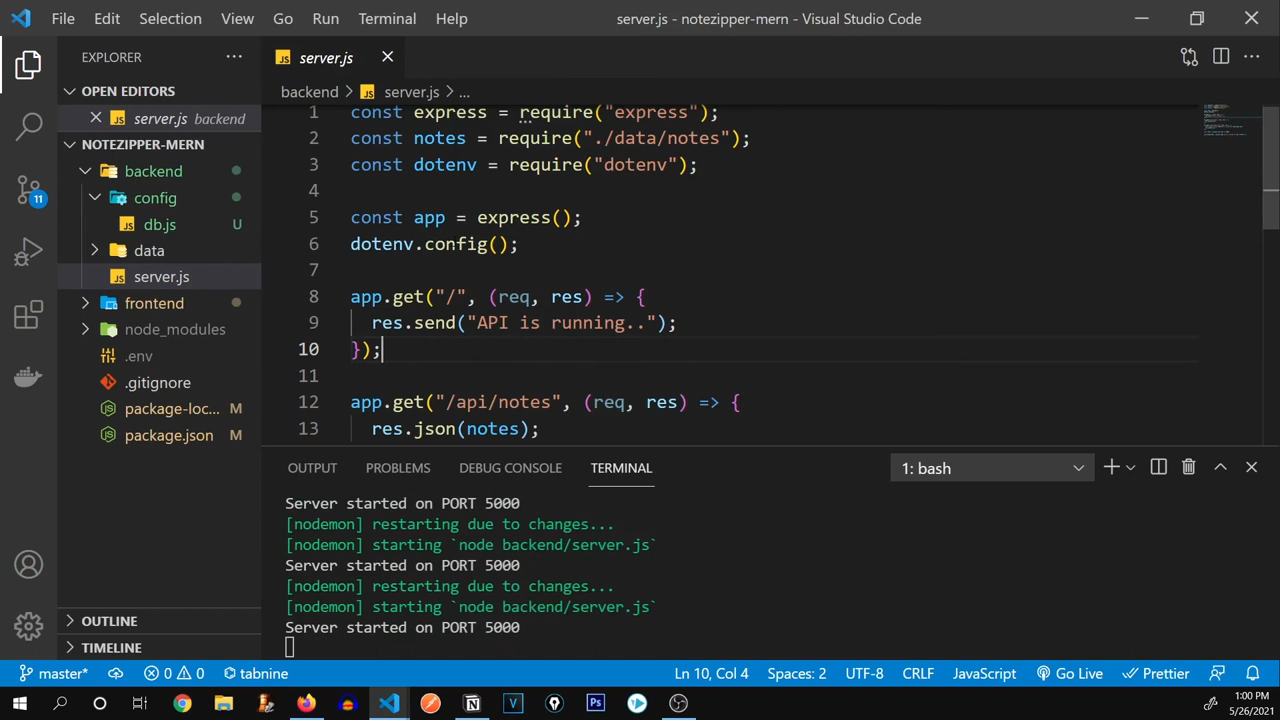 File Edit Selection View Go Run Terminal Help
server.js - notezipper-mern - Visual Studio Code
EXPLORER
OPEN EDITORS
server.js backend
NOTEZIPPER-MERN
backend
config
db.js U
data
server.js
frontend
node_modules
.env
.gitignore
package-loc... M
package.json M
OUTLINE
TIMELINE
11
server.js
backend > server.js > ...
1 const express = require("express");
2 const notes = require("./data/notes");
3 const dotenv = require("dotenv");
4
5 const app = express();
6 dotenv.config();
7
8 app.get("/", (req, res) => {
9 res.send("API is running..");
10 });
11
12 app.get("/api/notes", (req, res) => {
13 res.json(notes);
OUTPUT PROBLEMS DEBUG CONSOLE TERMINAL 1: bash
Server started on PORT 5000
[nodemon] restarting due to changes...
[nodemon] starting `node backend/server.js`
Server started on PORT 5000
[nodemon] restarting due to changes...
[nodemon] starting `node backend/server.js`
Server started on PORT 5000
master* 0 0 tabnine Ln 10, Col 4 Spaces: 2 UTF-8 CRLF JavaScript Go Live Prettier
1:00 PM
5/26/2021